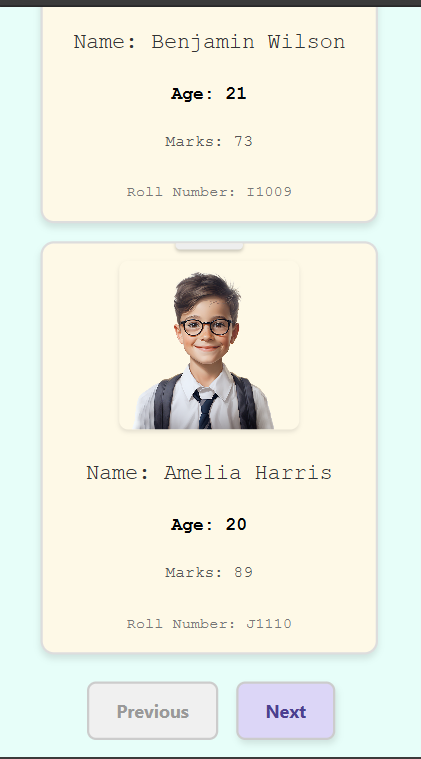 Name: Benjamin Wilson
Age: 21
Marks: 73
Roll Number: I1009
Name: Amelia Harris
Age: 20
Marks: 89
Roll Number: J1110
Previous Next